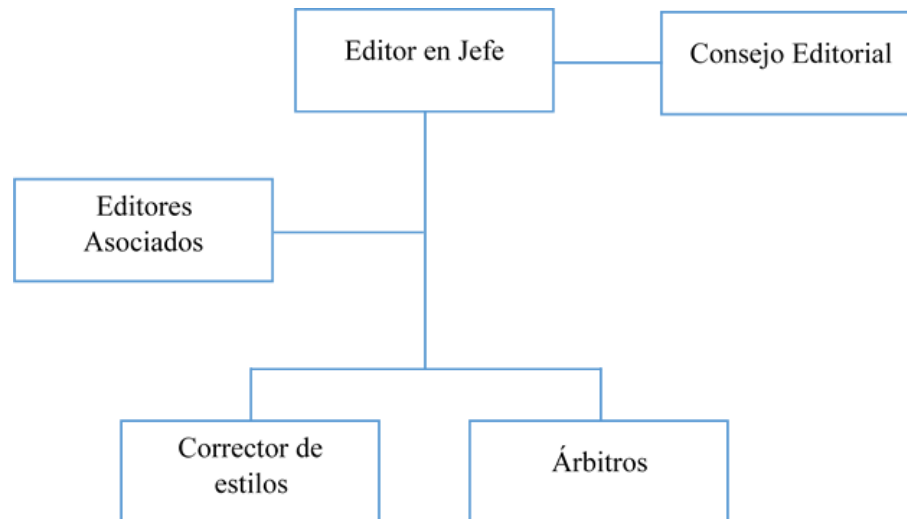 Editor en Jefe
Consejo Editorial
Editores
Asociados
Corrector de
estilos
Árbitros